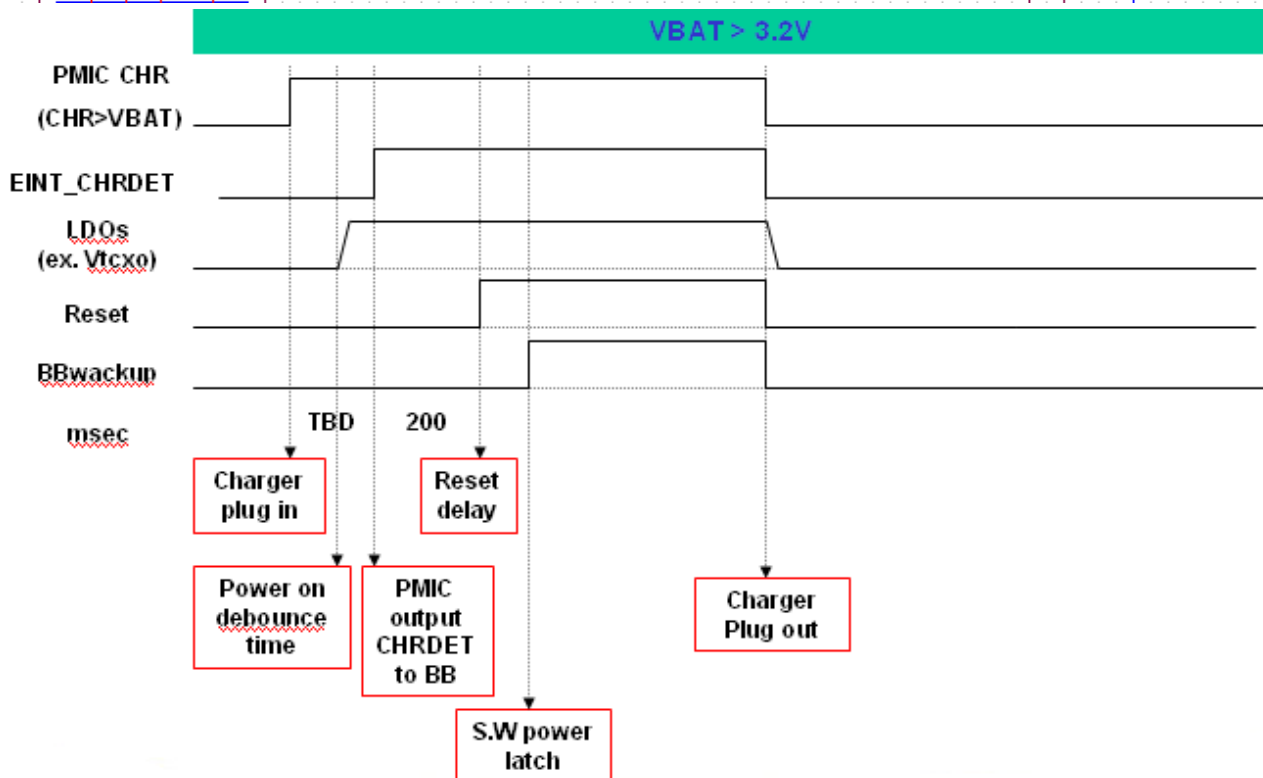 VBAT > 3.2V
PMIC CHR
(CHR>VBAT)
EINT_CHRDET
LDOs
(ex. Vtcxo)
Reset
BBwackup
msec
TBD
200
Charger
plug in
Reset
delay
Power on
debounce
time
PMIC
output
CHRDET
to BB
Charger
Plug out
S.W power
latch